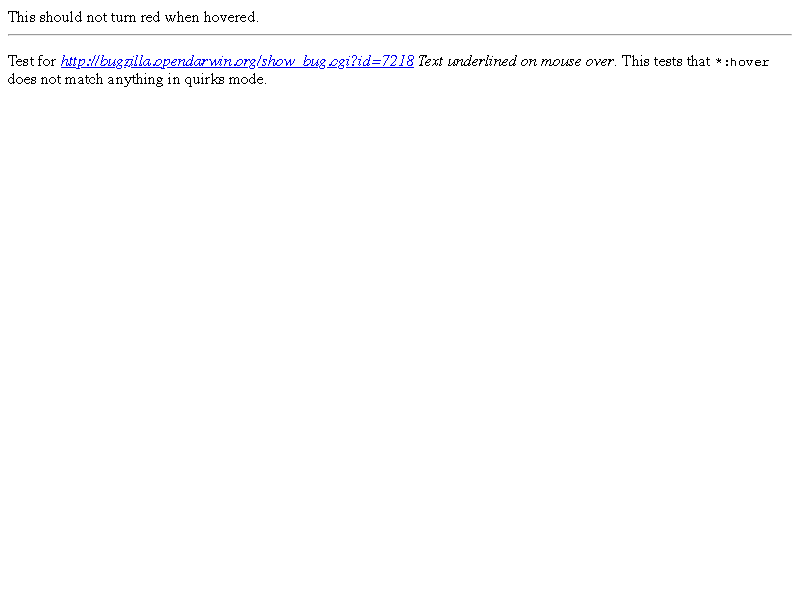 This should not turn red when hovered.
Test for http://bugzilla.opendarwin.org/show_bug.cgi?id=7218 Text underlined on mouse over. This tests that *:hover
does not match anything in quirks mode.